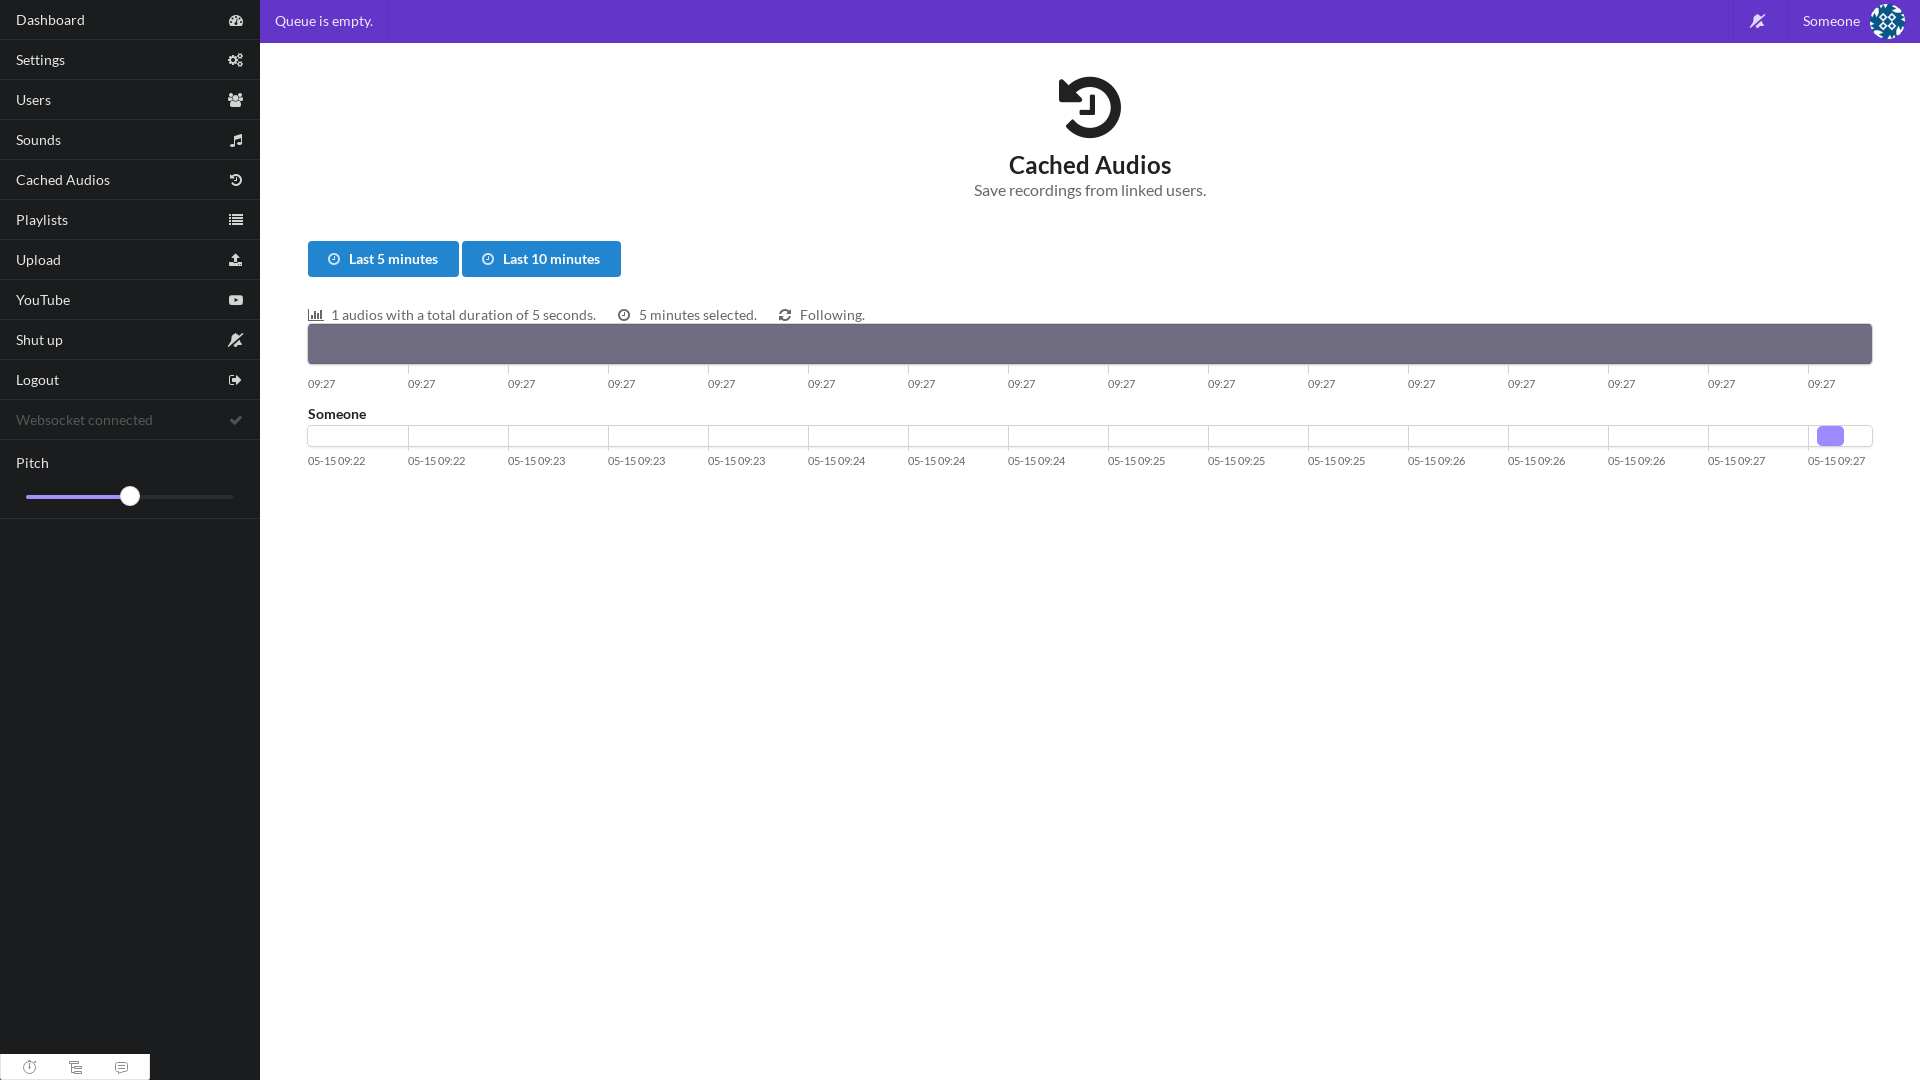 Dashboard
Settings
Users
Sounds
Cached Audios
Playlists
Upload
YouTube
Shut up
Logout
Websocket connected
Pitch
Queue is empty.
Someone
Cached Audios
Save recordings from linked users.
Last 5 minutes Last 10 minutes
1 audios with a total duration of 5 seconds. 5 minutes selected. Following.
09:27 09:27 09:27 09:27 09:27 09:27 09:27 09:27 09:27 09:27 09:27 09:27 09:27 09:27 09:27 09:27
Someone
05-15 09:22 05-15 09:22 05-15 09:23 05-15 09:23 05-15 09:23 05-15 09:24 05-15 09:24 05-15 09:24 05-15 09:25 05-15 09:25 05-15 09:25 05-15 09:26 05-15 09:26 05-15 09:26 05-15 09:27 05-15 09:27